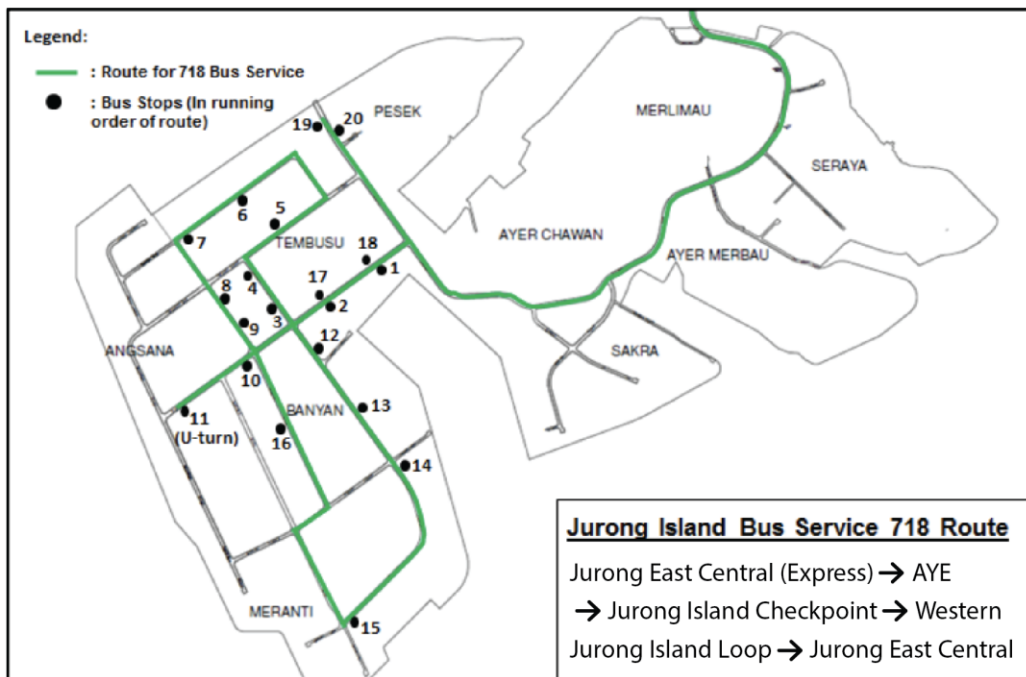 Legend:
: Route for 718 Bus Service
: Bus Stops (In running
order of route)
PESEK
19
20
MERLIMAU
SERAYA
6
5
7
TEMBUSU
AYER CHAWAN
AYER MERBAU
18
1
4
17
8
2
3
9
12
ANGSANA
SAKRA
10
BANYAN
13
11
(U-turn)
16
14
MERANTI
15
Jurong Island Bus Service 718 Route
Jurong East Central (Express) → AYE
→ Jurong Island Checkpoint → Western
Jurong Island Loop → Jurong East Central